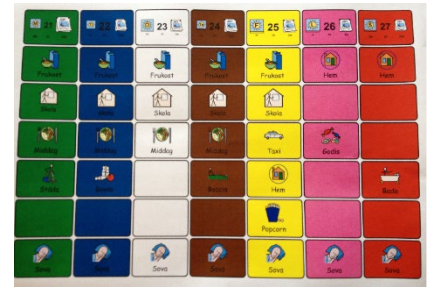 21 22 23 24 25 26 27
Frukost Frukost Frukost Frukost Frukost Hem Hem
Skola Skola Skola Skola Skola
Middag Middag Middag Middag Taxi Godis
Bada
Hem
Popcorn
Sova Sova Sova Sova Sova Sova Sova